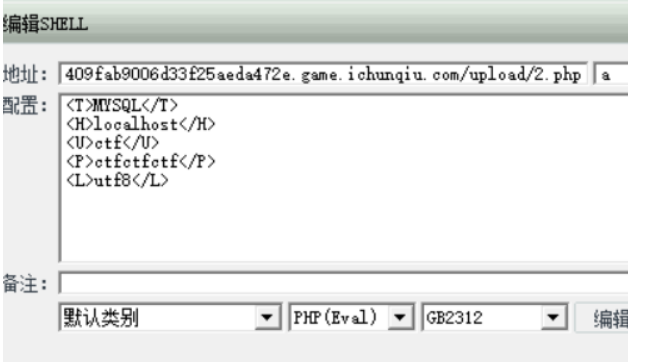 编辑SHELL
地址: 409fab9006d33f25aeda472e.game.ichunqiu.com/upload/2.php a
配置: <T>MYSQL</T>
<H>localhost</H>
<U>ctf</U>
<P>ctfctfctf</P>
<L>utf8</L>
备注:
默认类别 PHP(Eval) GB2312 编辑